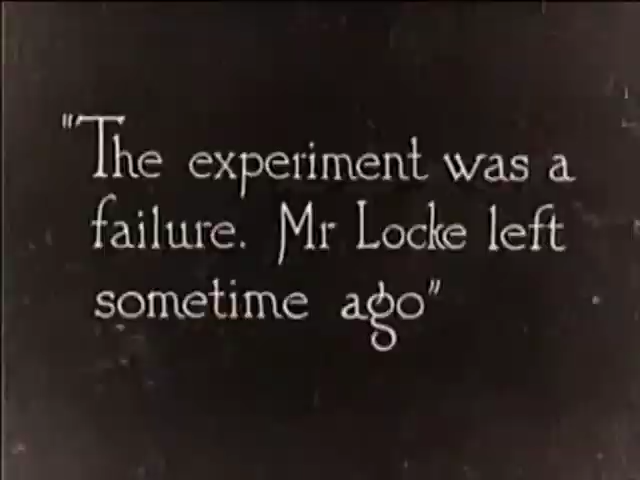 "The experiment was a
failure. Mr Locke left
sometime ago"